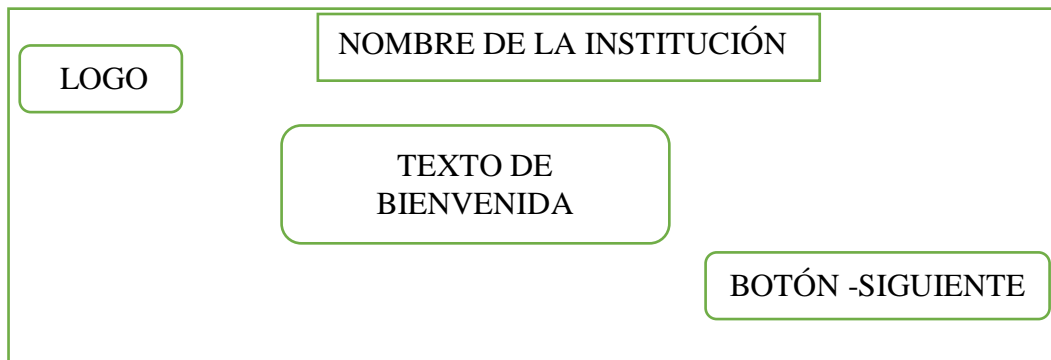 NOMBRE DE LA INSTITUCIÓN
LOGO
TEXTO DE
BIENVENIDA
BOTÓN -SIGUIENTE